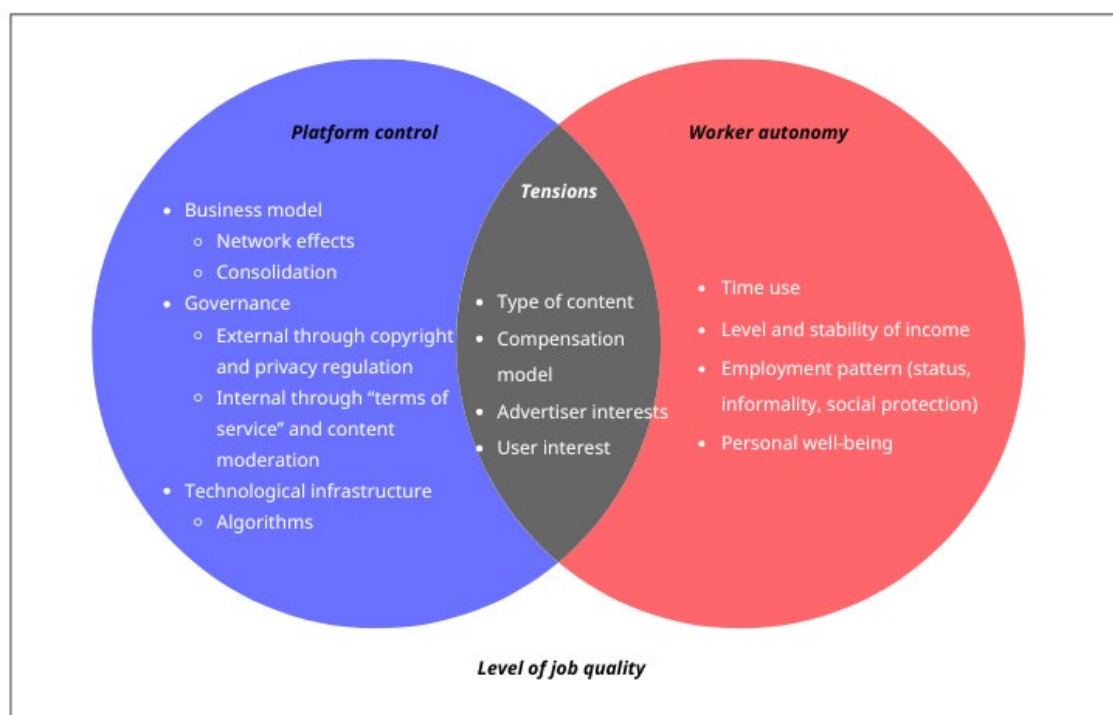 Platform control
• Business model
○ Network effects
○ Consolidation
• Governance
○ External through copyright
and privacy regulation
○ Internal through “terms of
service” and content
moderation
• Technological infrastructure
○ Algorithms
Tensions
• Type of content
• Compensation
model
• Advertiser interests
• User interest
Worker autonomy
• Time use
• Level and stability of income
• Employment pattern (status,
informality, social protection)
• Personal well-being
Level of job quality